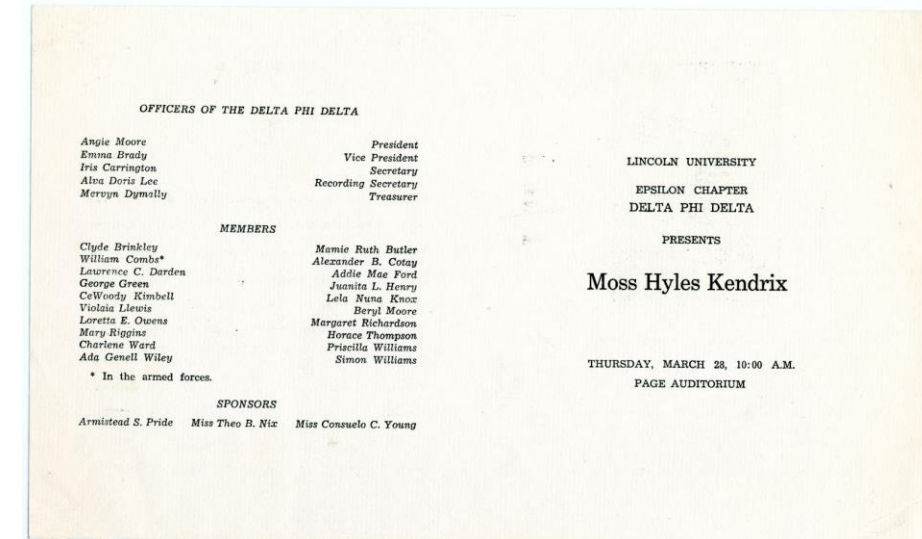 OFFICERS OF THE DELTA PHI DELTA
Angie Moore President
Emma Brady Vice President
Iris Carrington Secretary
Alva Doris Lee Recording Secretary
Mervyn Dymally Treasurer
MEMBERS
Clyde Brinkley Mamie Ruth Butler
William Combs* Alexander B. Cotay
Lawrence C. Darden Addie Mae Ford
George Green Juanita L. Henry
CeWoody Kimbell Lela Nuna Knox
Violaia Llewis Beryl Moore
Loretta E. Owens Margaret Richardson
Mary Riggins Horace Thompson
Charlene Ward Priscilla Williams
Ada Genell Wiley Simon Williams
* In the armed forces.
SPONSORS
Armistead S. Pride Miss Theo B. Nix Miss Consuelo C. Young
LINCOLN UNIVERSITY
EPSILON CHAPTER
DELTA PHI DELTA
PRESENTS
Moss Hyles Kendrix
THURSDAY, MARCH 28, 10:00 A.M.
PAGE AUDITORIUM